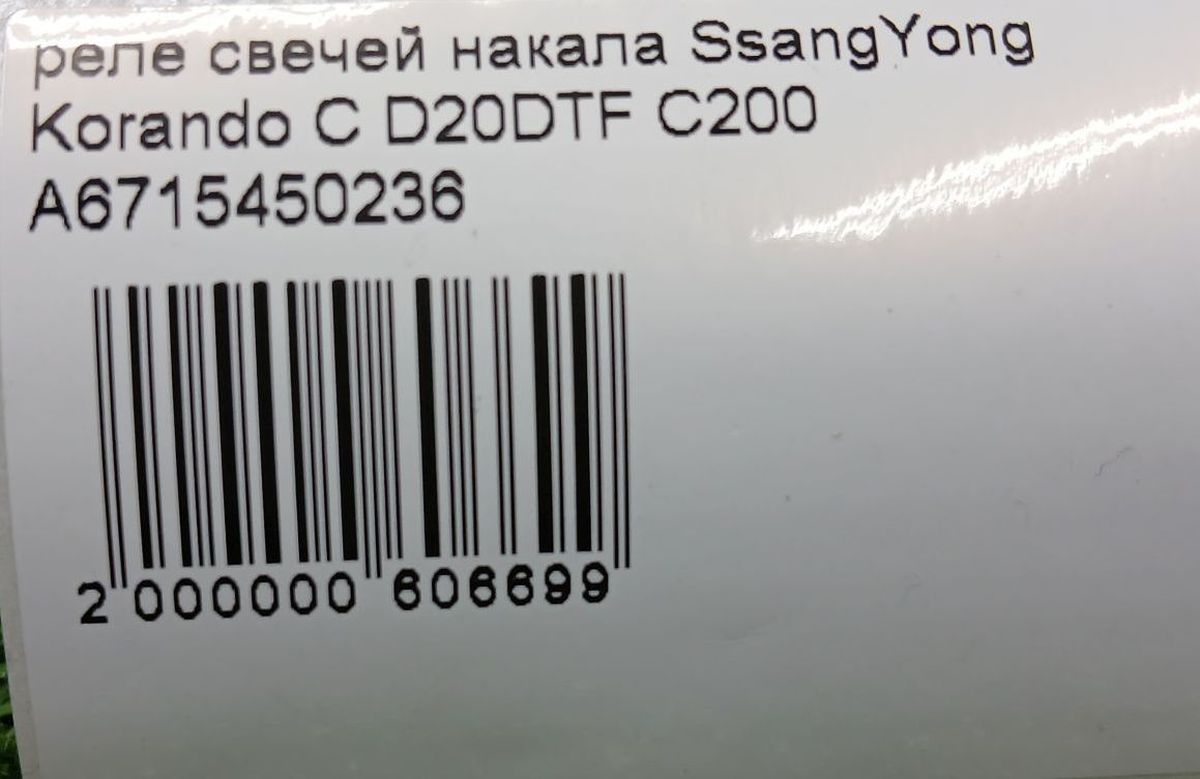 реле свечей накала SsangYong
Korando C D20DTF C200
A6715450236
2 000000 606699